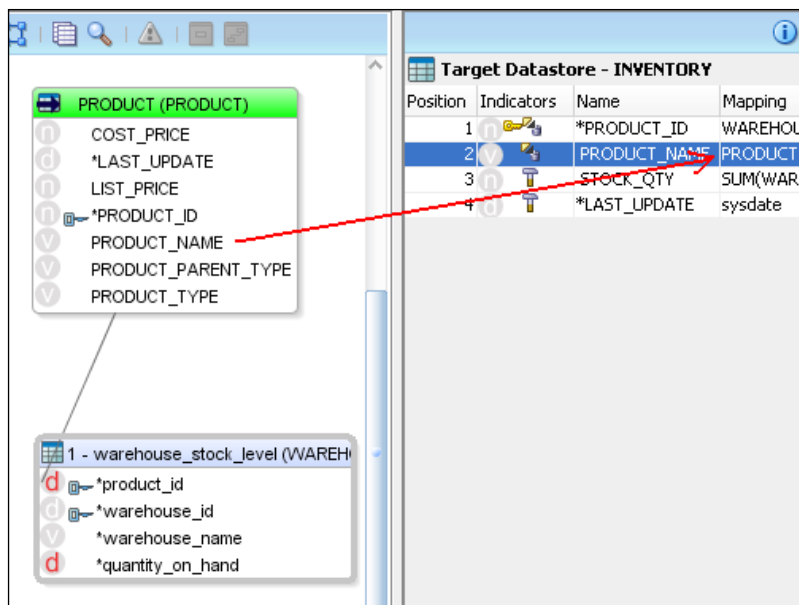 PRODUCT (PRODUCT)
n COST_PRICE
d *LAST_UPDATE
n LIST_PRICE
n *PRODUCT_ID
v PRODUCT_NAME
v PRODUCT_PARENT_TYPE
v PRODUCT_TYPE
1 - warehouse_stock_level (WAREH
d *product_id
d *warehouse_id
v *warehouse_name
d *quantity_on_hand
Target Datastore - INVENTORY
Position Indicators Name Mapping
1 n *PRODUCT_ID WAREHOU
2 v PRODUCT_NAME PRODUCT
3 n STOCK_QTY SUM(WAR
4 d *LAST_UPDATE sysdate